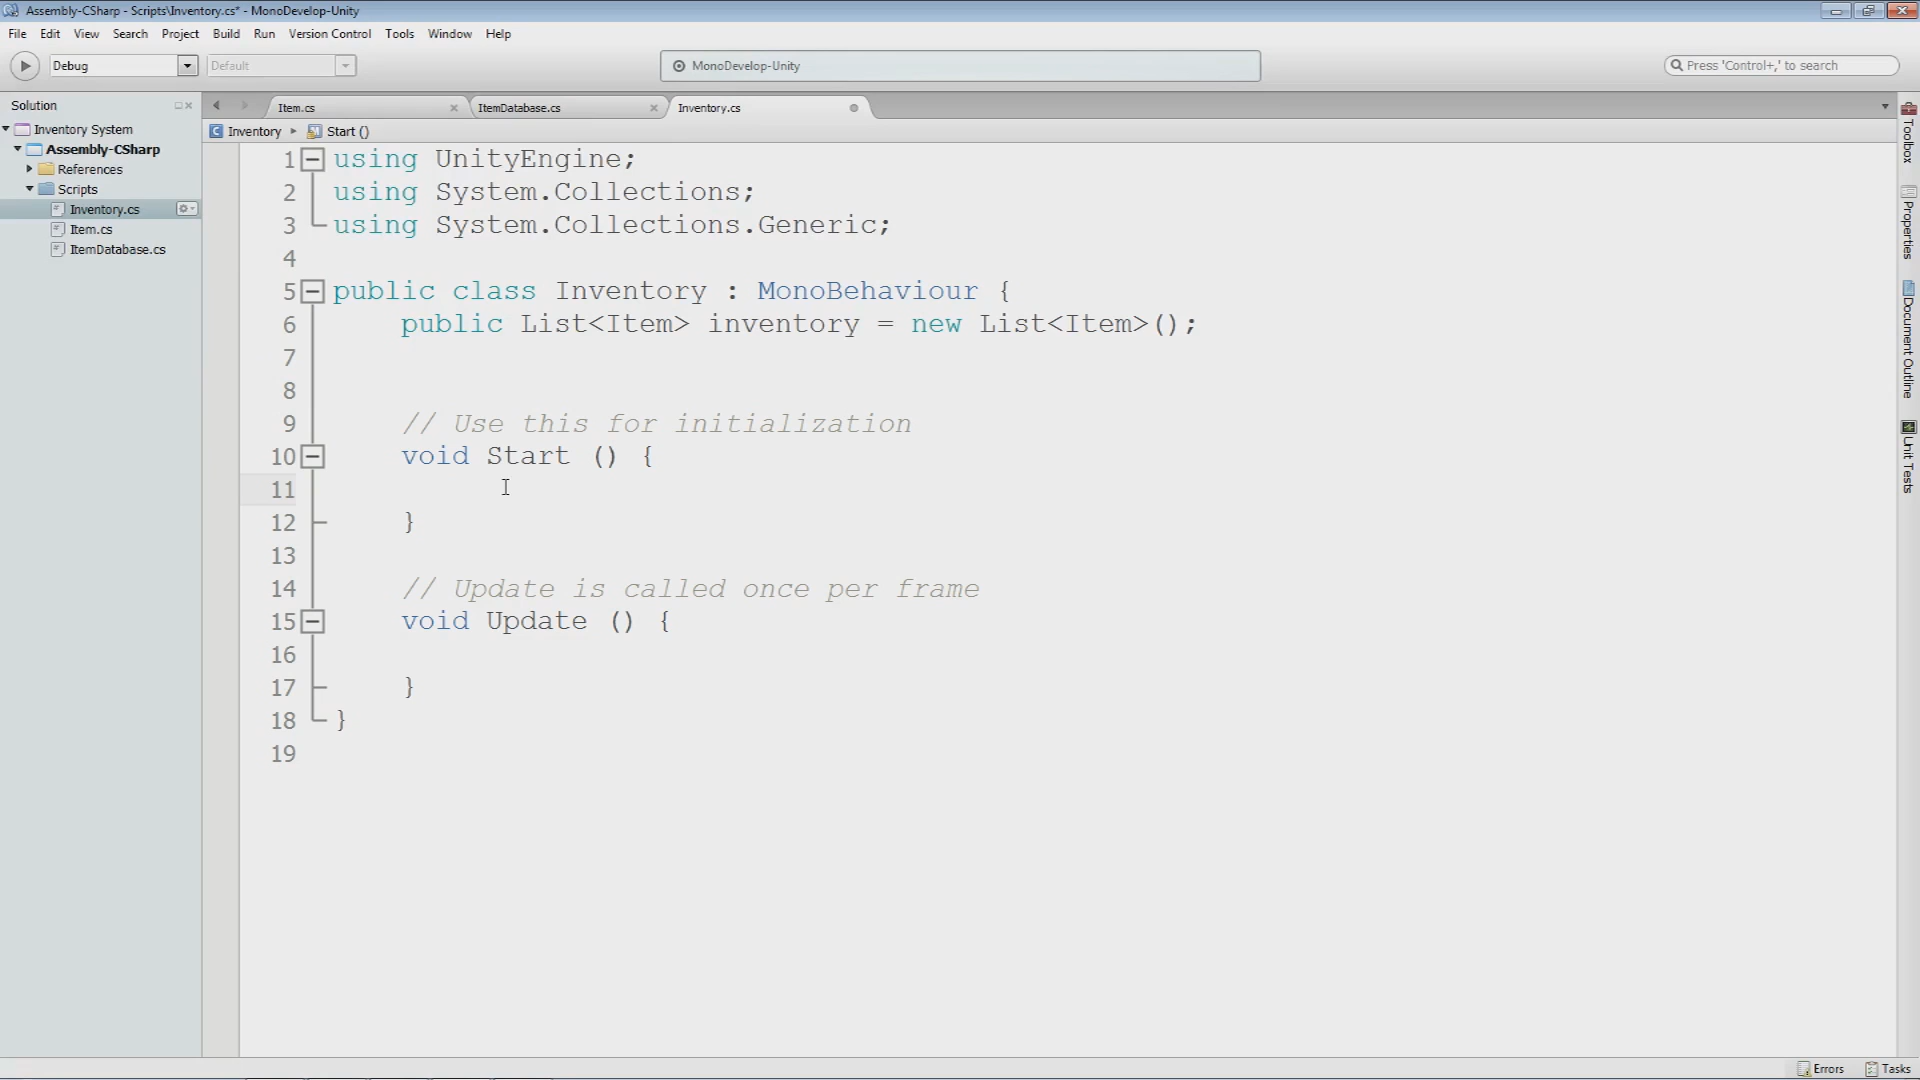 Assembly-CSharp - Scripts\Inventory.cs* - MonoDevelop-Unity
File Edit View Search Project Build Run Version Control Tools Window Help
Debug Default MonoDevelop-Unity Press 'Control+,' to search
Solution
Item.cs ItemDatabase.cs Inventory.cs
Inventory System
Assembly-CSharp
References
Scripts
Inventory.cs
Item.cs
ItemDatabase.cs
Inventory Start ()
1 using UnityEngine;
2 using System.Collections;
3 using System.Collections.Generic;
4
5 public class Inventory : MonoBehaviour {
6 public List<Item> inventory = new List<Item>();
7
8
9 // Use this for initialization
10 void Start () {
11
12 }
13
14 // Update is called once per frame
15 void Update () {
16
17 }
18 }
19
Toolbox
Properties
Document Outline
Unit Tests
Errors Tasks